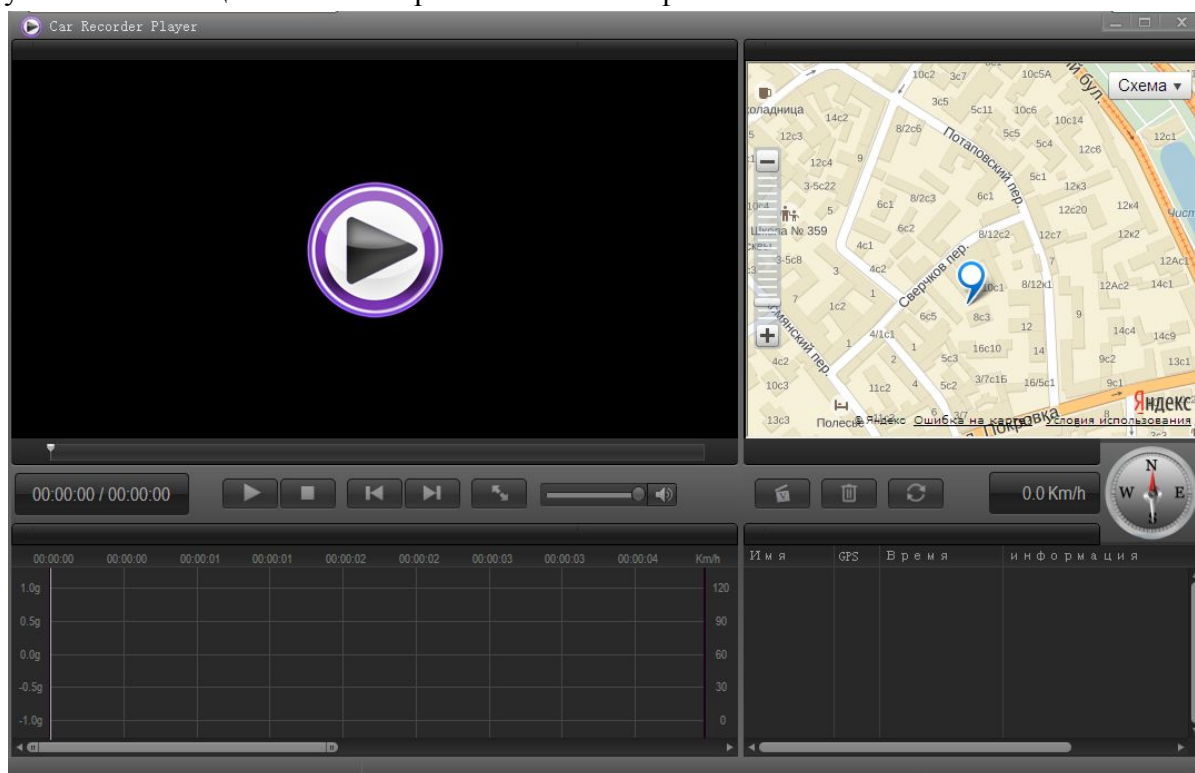 Car Recorder Player
Схема
10с2
3с7
10с5А
3с5
5с11
10с6
10с14
14с2
8/2с6
5с5
5с4
12с6
12с1
12с3
12с4
9
Потаповский пер.
3-5с22
6с1
8/2с3
6с1
5с1
12к3
12с20
12к4
5
Школа № 359
6с2
8/12с2
12с7
12к2
4с1
3-5с8
3
4с2
Сверчков пер.
7
12Ас1
10с1
8/12к1
12Ас2
14с1
7
1с2
1
6с5
8с3
9
12
4/1с1
14с4
14с9
1
2
1
5с3
16с10
14
9с2
13с1
4с2
10с3
11с2
4
5с2
3/7с1Б
16/5с1
9с1
Яндекс
13с3
© Яндекс Ошибка на карте! Условия использования
00:00:00 / 00:00:00
0.0 Km/h
N
W
E
S
00:00:00 00:00:00 00:00:01 00:00:01 00:00:02 00:00:02 00:00:03 00:00:03 00:00:04 Km/h
Имя GPS Время информация
1.0g 120
0.5g 90
0.0g 60
-0.5g 30
-1.0g 0